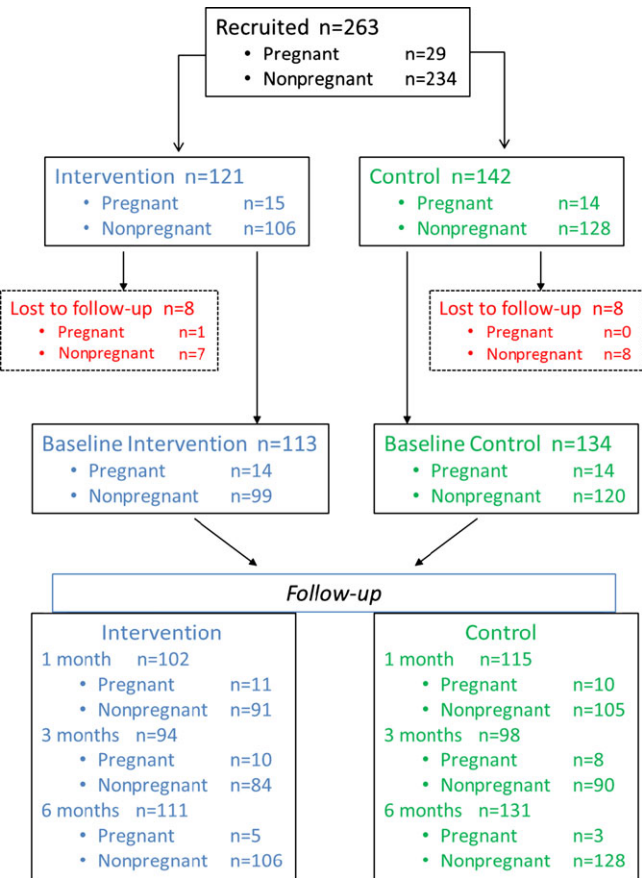 Recruited n=263
• Pregnant n=29
• Nonpregnant n=234
Intervention n=121
• Pregnant n=15
• Nonpregnant n=106
Control n=142
• Pregnant n=14
• Nonpregnant n=128
Lost to follow-up n=8
• Pregnant n=1
• Nonpregnant n=7
Lost to follow-up n=8
• Pregnant n=0
• Nonpregnant n=8
Baseline Intervention n=113
• Pregnant n=14
• Nonpregnant n=99
Baseline Control n=134
• Pregnant n=14
• Nonpregnant n=120
Follow-up
Intervention
1 month n=102
• Pregnant n=11
• Nonpregnant n=91
3 months n=94
• Pregnant n=10
• Nonpregnant n=84
6 months n=111
• Pregnant n=5
• Nonpregnant n=106
Control
1 month n=115
• Pregnant n=10
• Nonpregnant n=105
3 months n=98
• Pregnant n=8
• Nonpregnant n=90
6 months n=131
• Pregnant n=3
• Nonpregnant n=128